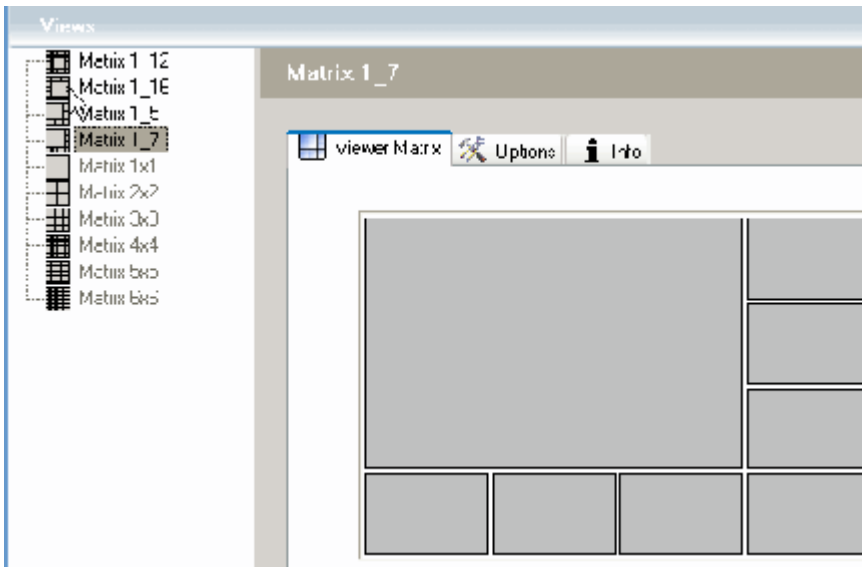 Views
Matrix 1_12
Matrix 1_16
Matrix 1_5
Matrix 1_7
Matrix 1x1
Matrix 2x2
Matrix 3x3
Matrix 4x4
Matrix 5x5
Matrix 6x6
Matrix 1_7
Viewer Matrix
Options
Info